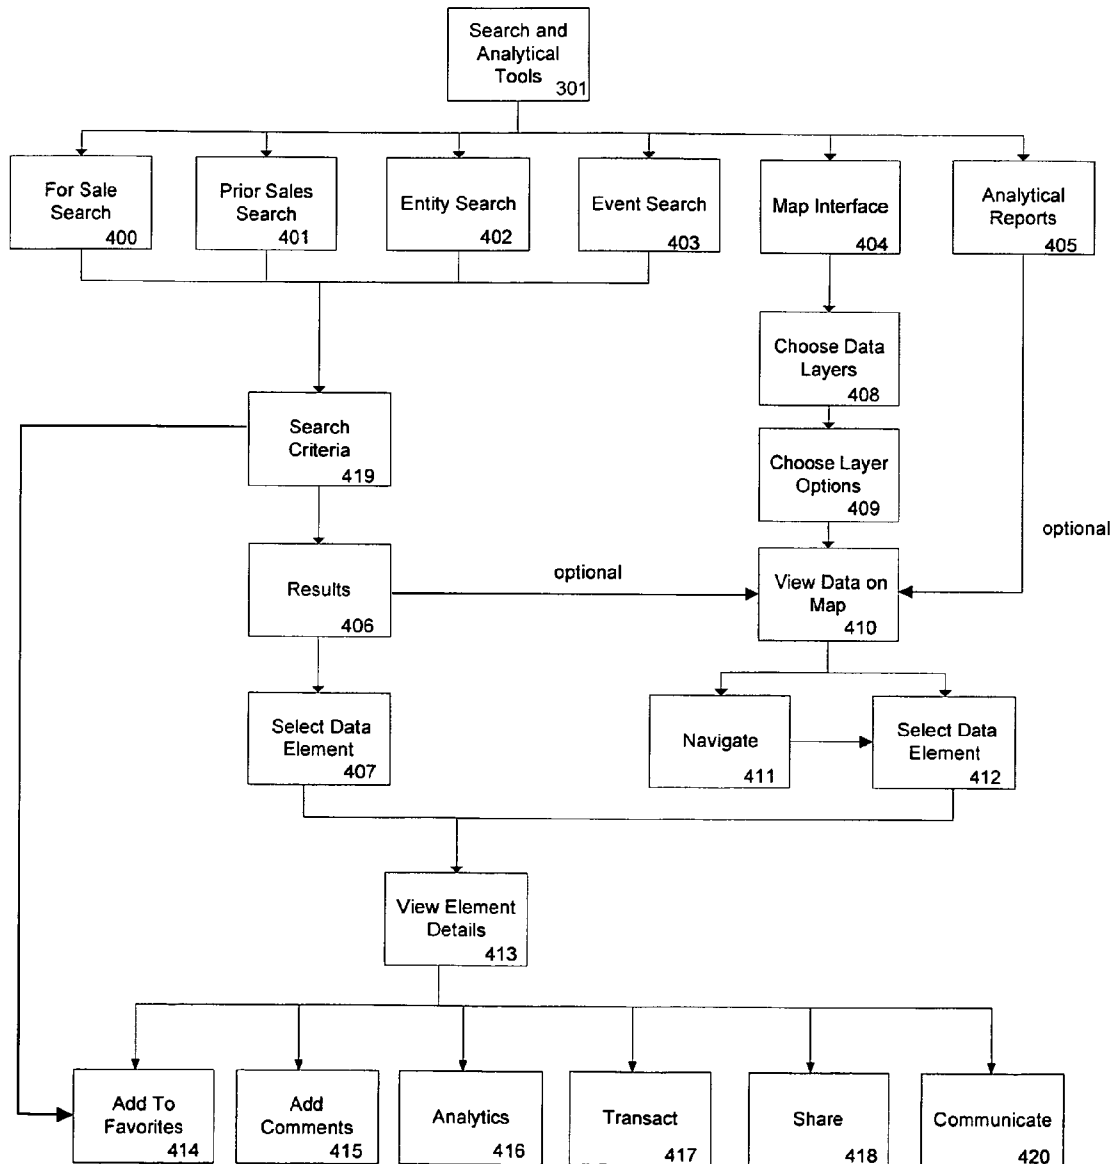 Search and
Analytical
Tools
301
For Sale
Search
400
Prior Sales
Search
401
Entity Search
402
Event Search
403
Map Interface
404
Analytical
Reports
405
Choose Data
Layers
408
Search
Criteria
419
Choose Layer
Options
409
optional
Results
406
optional
View Data on
Map
410
Select Data
Element
407
Navigate
411
Select Data
Element
412
View Element
Details
413
Add To
Favorites
414
Add
Comments
415
Analytics
416
Transact
417
Share
418
Communicate
420